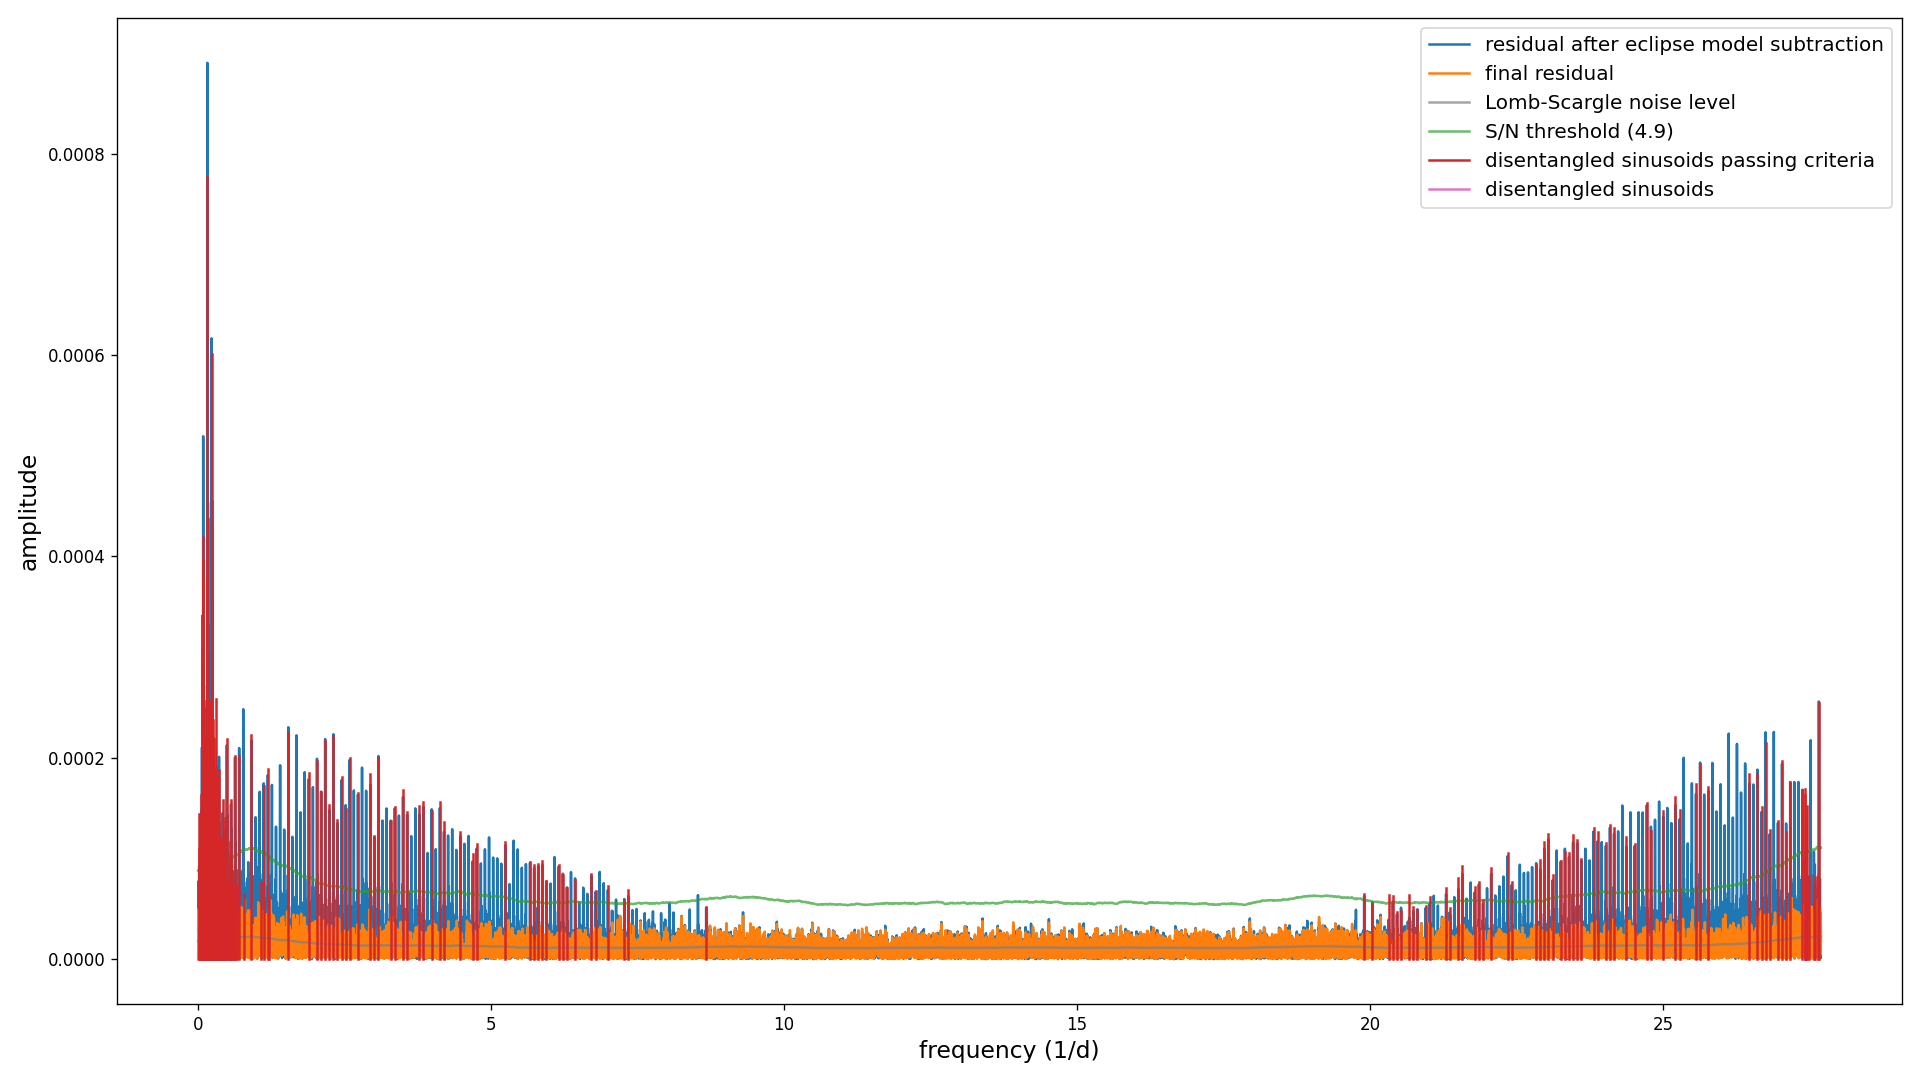 residual after eclipse model subtraction
final residual
Lomb-Scargle noise level
S/N threshold (4.9)
disentangled sinusoids passing criteria
disentangled sinusoids
amplitude
0.0008
0.0006
0.0004
0.0002
0.0000
0 5 10 15 20 25
frequency (1/d)